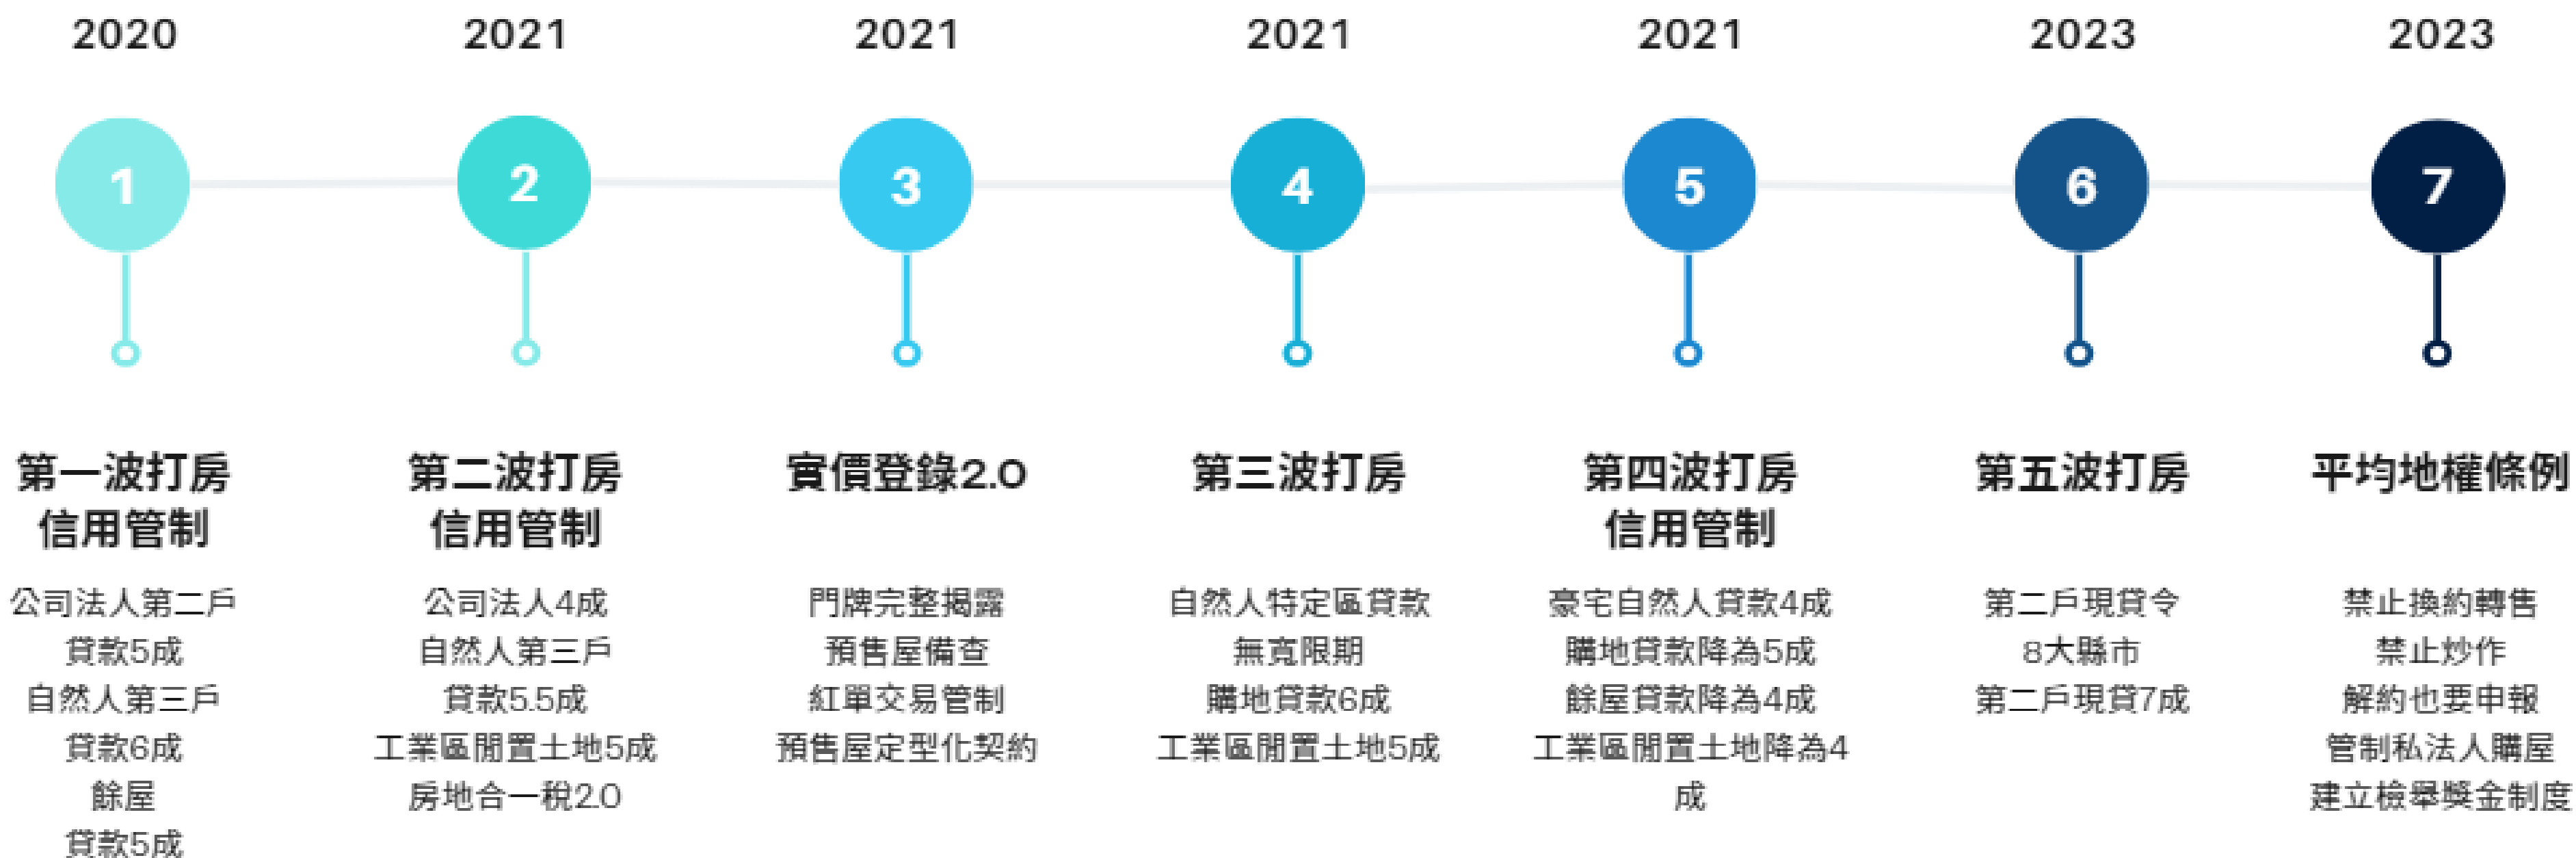 2020
2021
2021
2021
2021
2023
2023
1
2
3
4
5
6
7
第一波打房
信用管制
公司法人第二戶
貸款5成
自然人第三戶
貸款6成
餘屋
貸款5成
第二波打房
信用管制
公司法人4成
自然人第三戶
貸款5.5成
工業區閒置土地5成
房地合一稅2.0
實價登錄2.0
門牌完整揭露
預售屋備查
紅單交易管制
預售屋定型化契約
第三波打房
自然人特定區貸款
無寬限期
購地貸款6成
工業區閒置土地5成
第四波打房
信用管制
豪宅自然人貸款4成
購地貸款降為5成
餘屋貸款降為4成
工業區閒置土地降為4
成
第五波打房
第二戶現貸令
8大縣市
第二戶現貸7成
平均地權條例
禁止換約轉售
禁止炒作
解約也要申報
管制私法人購屋
建立檢舉獎金制度